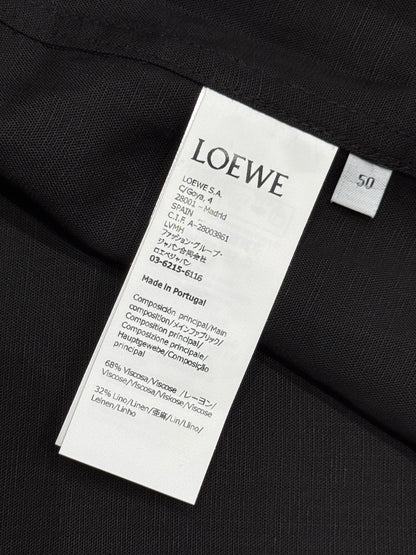 LOEWE
LOEWE S.A.
C/Goya, 4
28001 - Madrid
SPAIN
C.I.F. A-28003861
LVMH
ファッション・グループ・
ジャパン合同会社
ロエベジャパン
03-6215-6116
Made in Portugal
Composición principal/Main
composition/メインファブリック/
Composition principale/
Composizione principale/
Hauptgewebe/Composição
principal
68% Viscosa/Viscose /レーヨン/
Viscose/Viscosa/Viskose/Viscose
32% Lino/Linen/亜麻/Lin/Llino/
Leinen/Linho
50